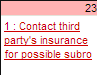 23
1 : Contact third
party's insurance
for possible subro